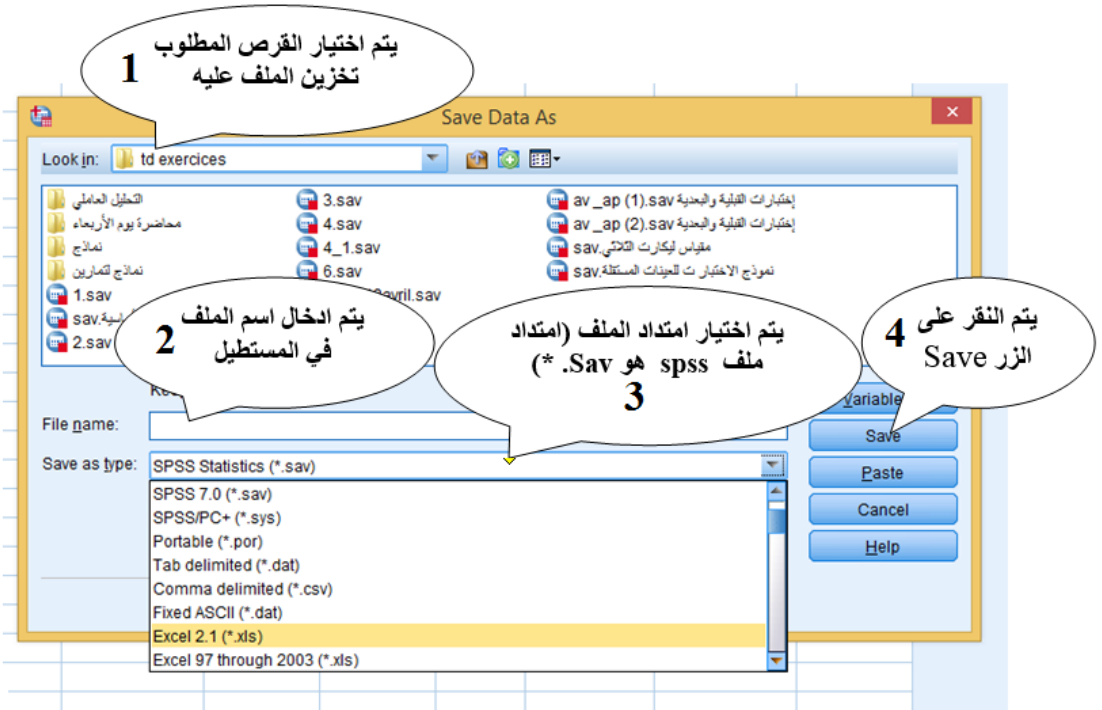 يتم اختيار القرص المطلوب
تخزين الملف عليه
1
Save Data As
Look in:
td exercices
التحليل العاملي
محاضرة يوم الأربعاء
نماذج
نماذج لتمارين
1.sav
2.sav
3.sav
4.sav
4_1.sav
6.sav
avril.sav
إختبارات القبلية والبعدية av _ap (1).sav
إختبارات القبلية والبعدية av _ap (2).sav
مقياس ليكارت الثلاثي.sav
نموذج الاختبار ت للعينات المستقلة.sav
يتم ادخال اسم الملف
في المستطيل
2
يتم اختيار امتداد الملف (امتداد
ملف spss هو Sav. *)
3
يتم النقر على
الزر Save
4
File name:
Save as type:
SPSS Statistics (*.sav)
SPSS 7.0 (*.sav)
SPSS/PC+ (*.sys)
Portable (*.por)
Tab delimited (*.dat)
Comma delimited (*.csv)
Fixed ASCII (*.dat)
Excel 2.1 (*.xls)
Excel 97 through 2003 (*.xls)
Variable
Save
Paste
Cancel
Help